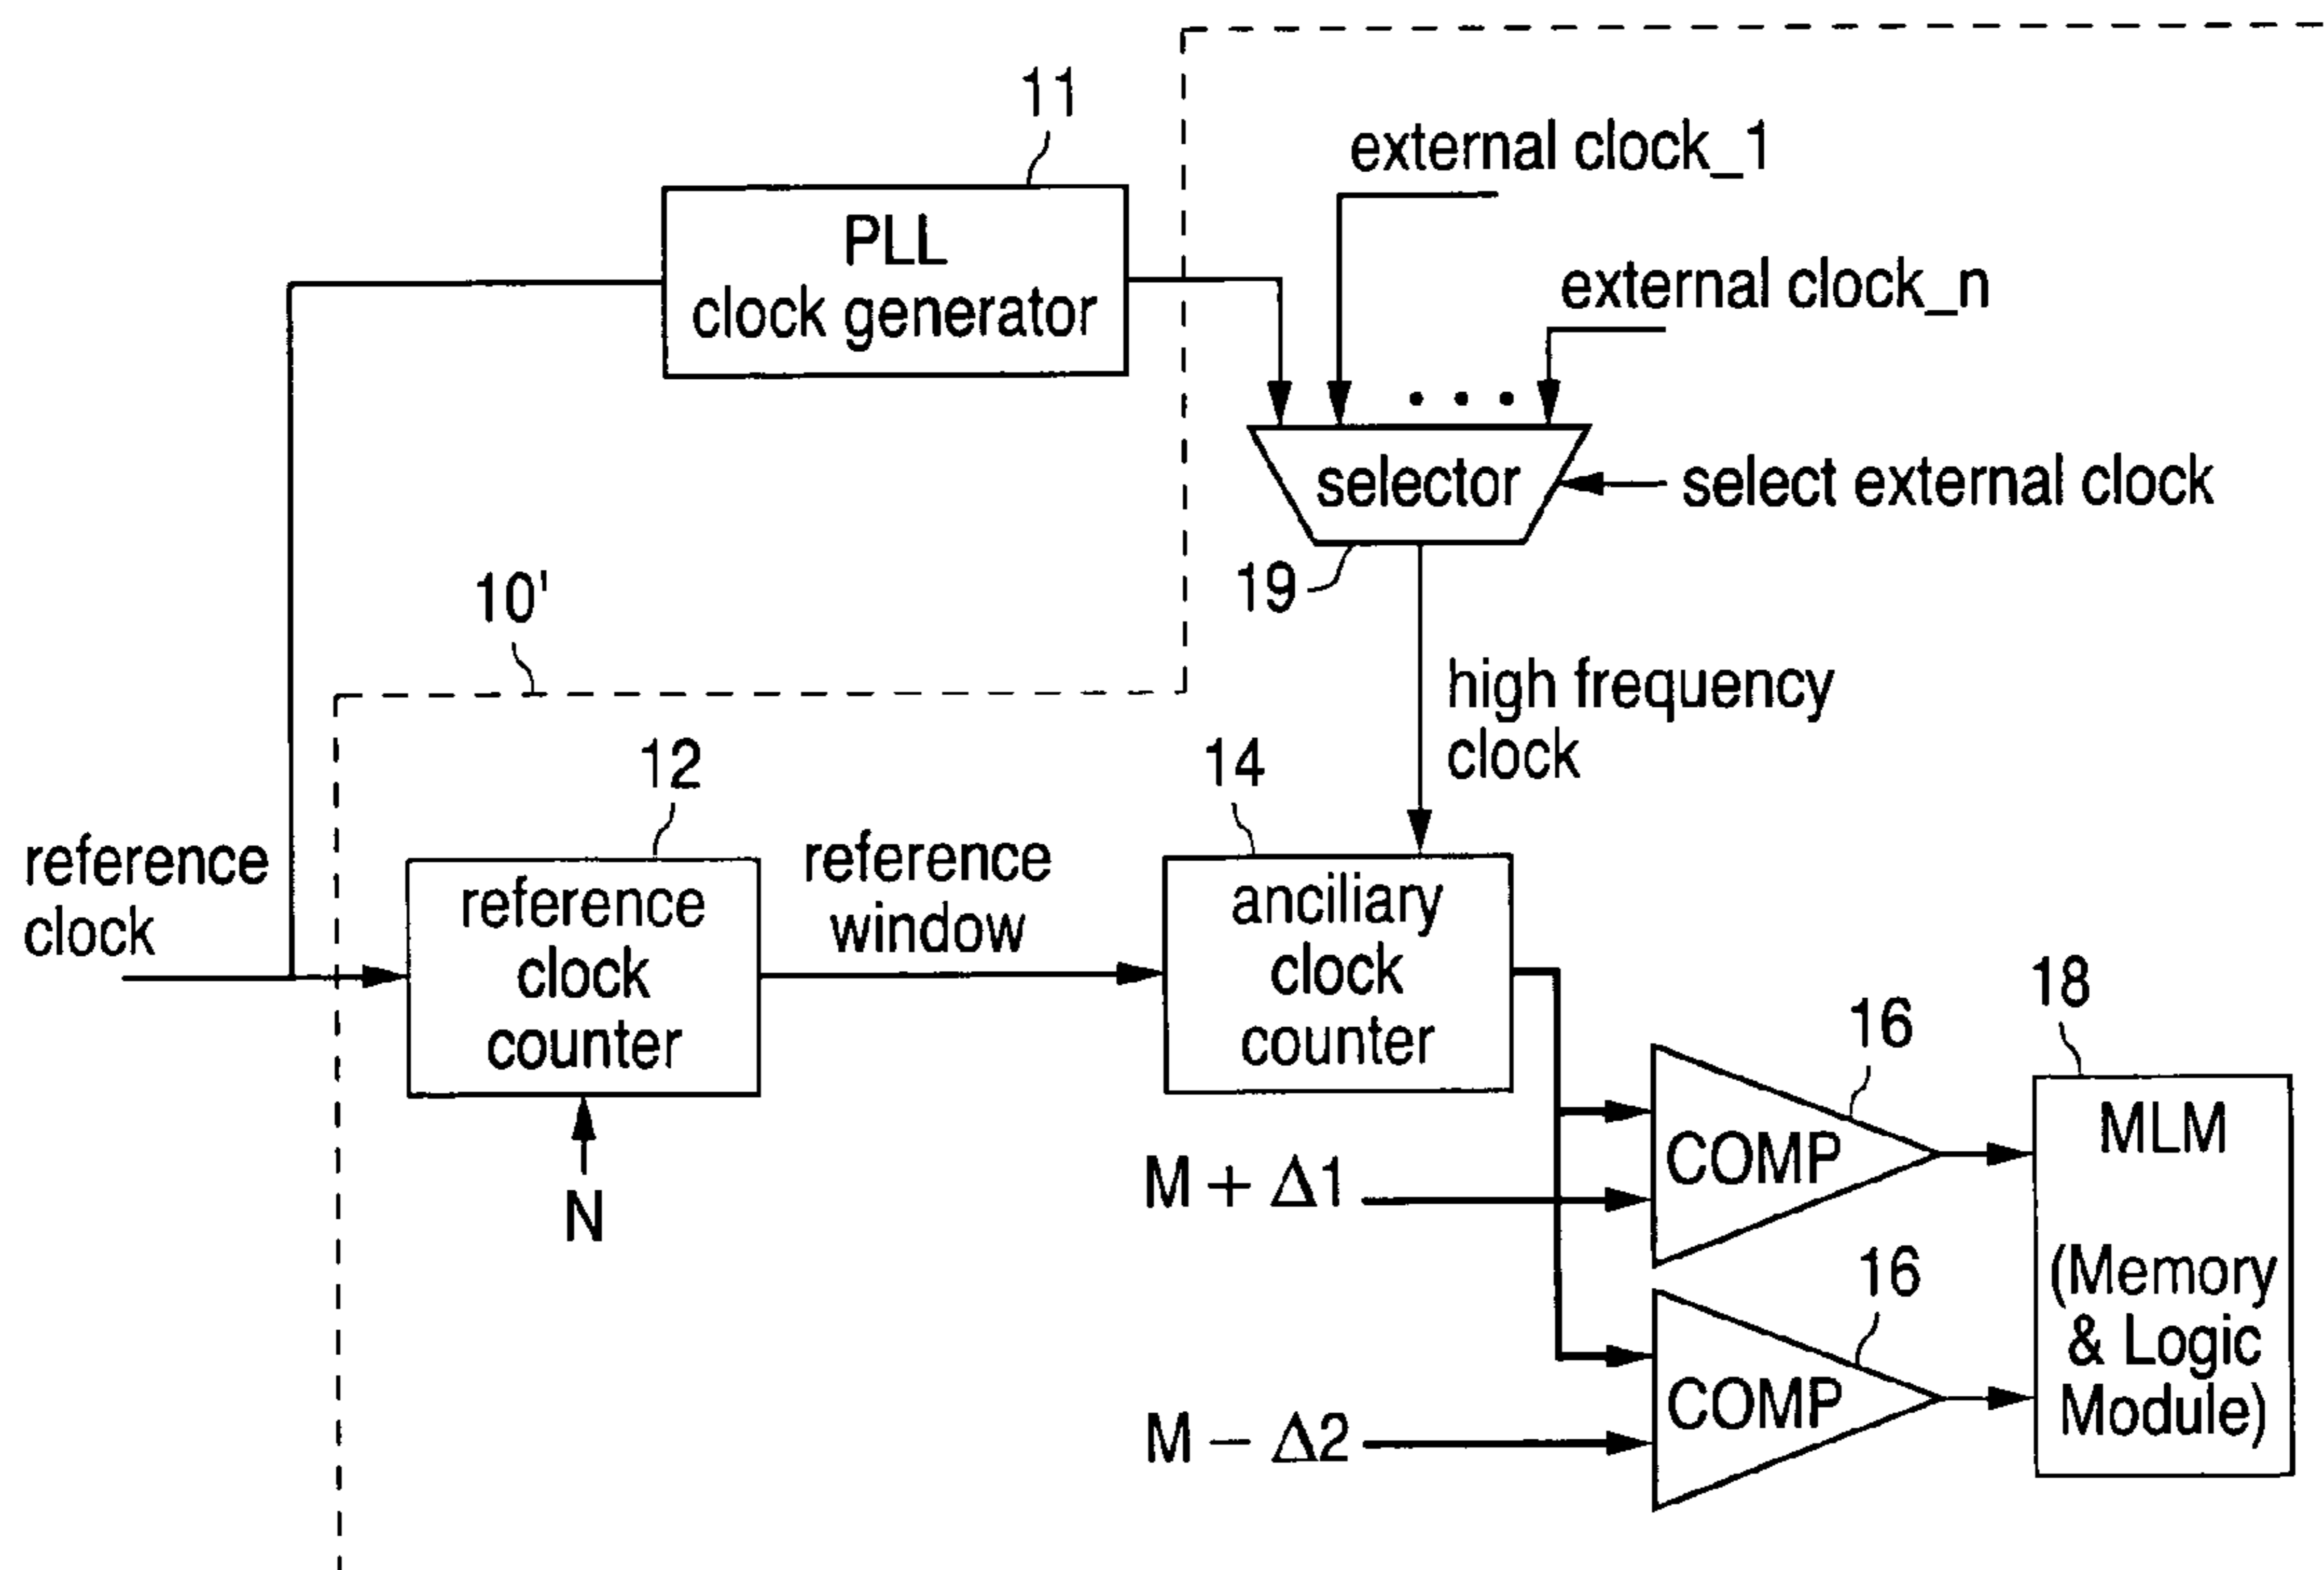 11
external clock_1
PLL
clock generator
external clock_n
selector
select external clock
19
10'
high frequency
clock
12
14
reference
clock
reference
window
reference
clock
counter
anciliary
clock
counter
N
16
18
COMP
M + Δ1
MLM
(Memory
& Logic
Module)
16
COMP
M − Δ2